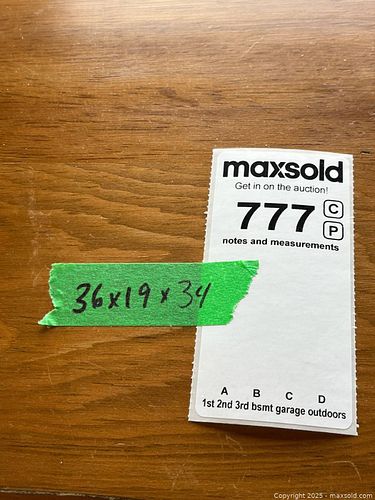 maxsold
Get in on the auction!
777 C
P
notes and measurements
36x19x34
A B C D
1st 2nd 3rd bsmt garage outdoors
Copyright 2025 - maxsold.com